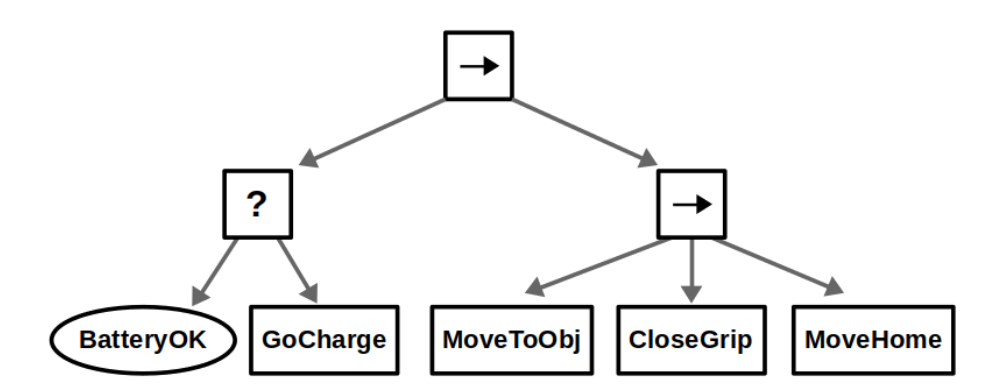 →
?
→
BatteryOK
GoCharge
MoveToObj
CloseGrip
MoveHome